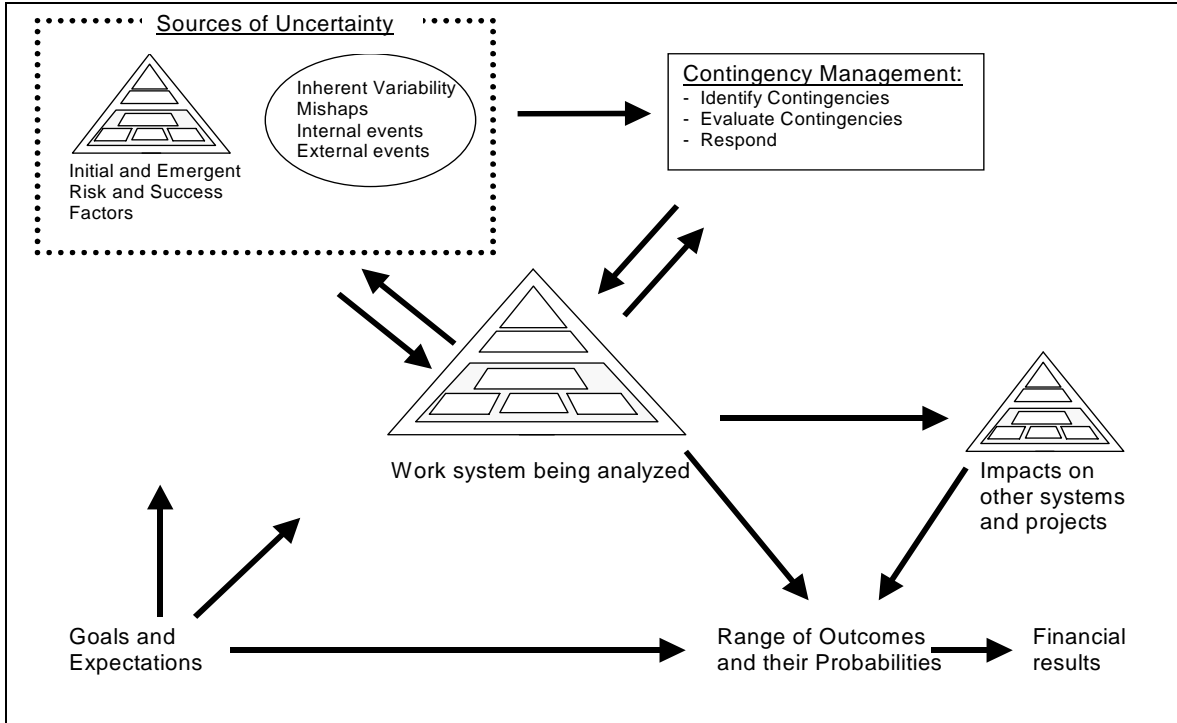 Sources of Uncertainty
Inherent Variability
Mishaps
Internal events
External events
Initial and Emergent
Risk and Success
Factors
Contingency Management:
- Identify Contingencies
- Evaluate Contingencies
- Respond
Work system being analyzed
Impacts on
other systems
and projects
Goals and
Expectations
Range of Outcomes
and their Probabilities
Financial
results